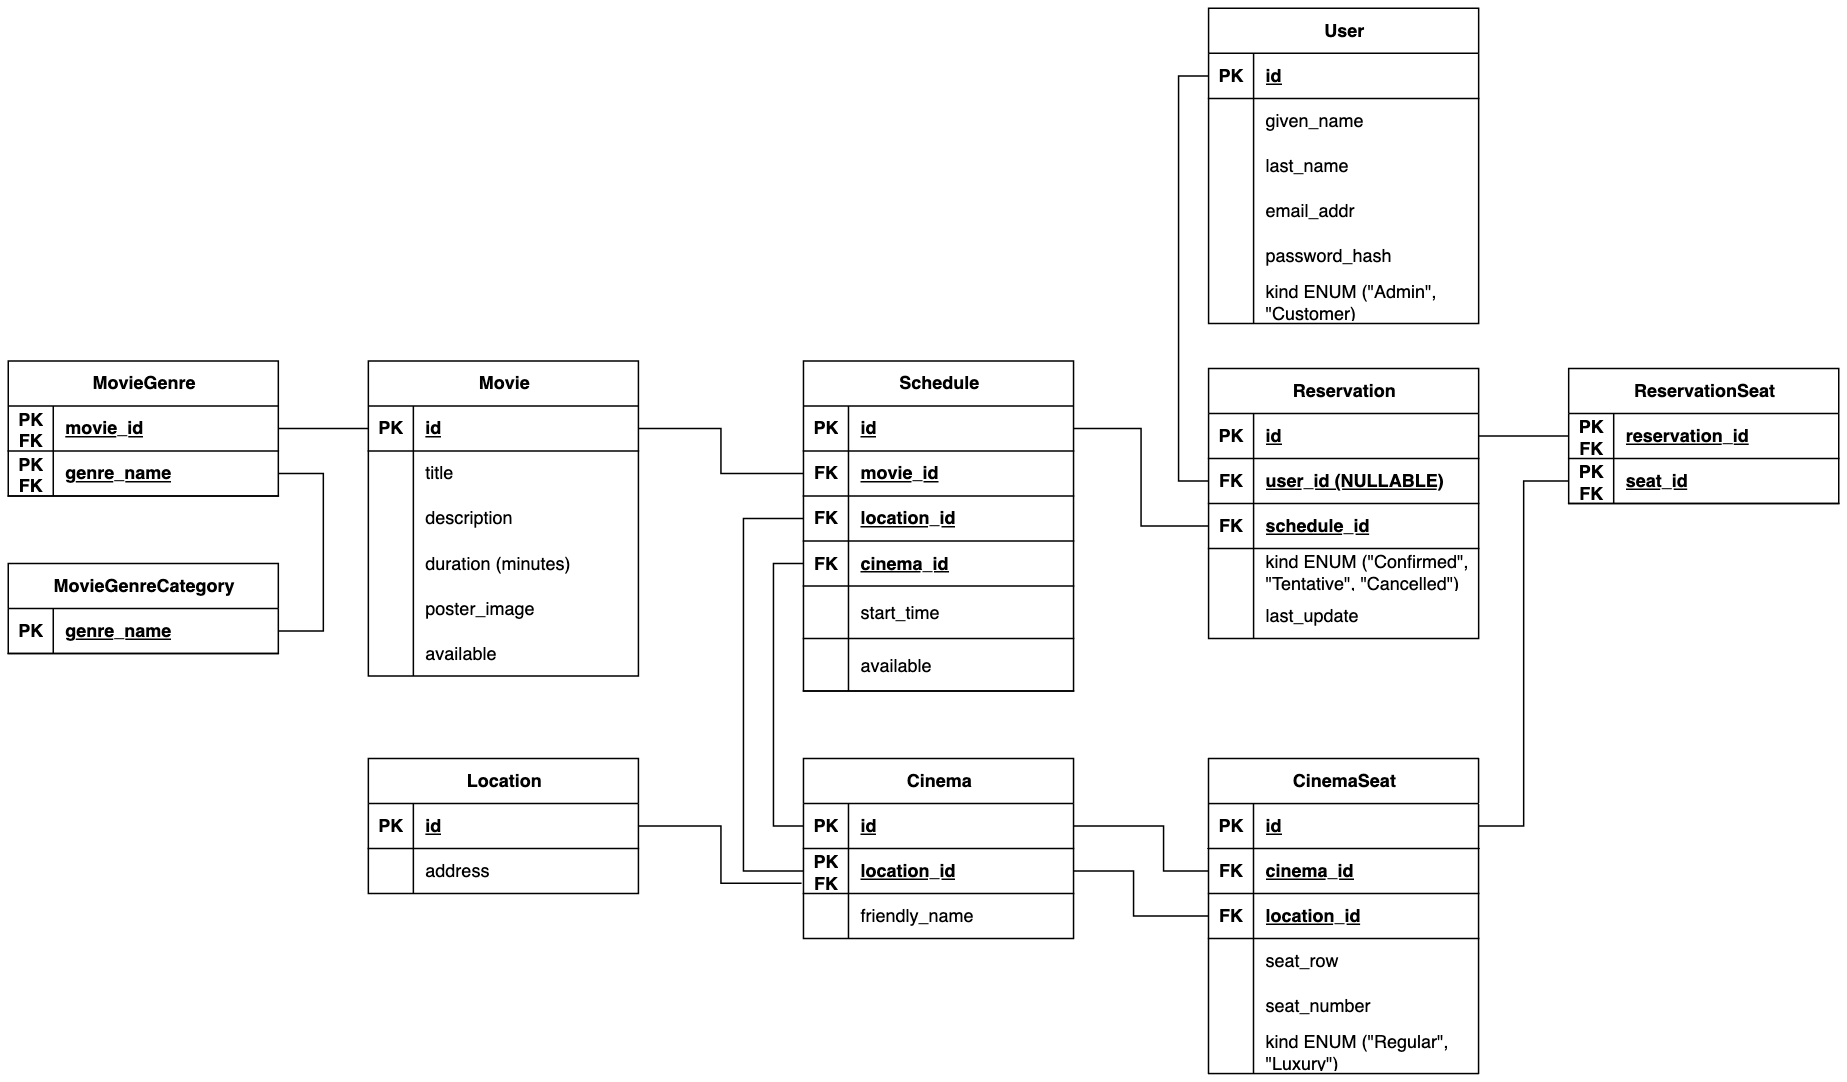 User
PK id
given_name
last_name
email_addr
password_hash
kind ENUM ("Admin",
"Customer)
MovieGenre
PK
FK
movie_id
PK
FK
genre_name
MovieGenreCategory
PK genre_name
Movie
PK id
title
description
duration (minutes)
poster_image
available
Schedule
PK id
FK movie_id
FK location_id
FK cinema_id
start_time
available
Reservation
PK id
FK user_id (NULLABLE)
FK schedule_id
kind ENUM ("Confirmed",
"Tentative", "Cancelled")
last_update
ReservationSeat
PK
FK
reservation_id
PK
FK
seat_id
Location
PK id
address
Cinema
PK id
PK
FK
location_id
friendly_name
CinemaSeat
PK id
FK cinema_id
FK location_id
seat_row
seat_number
kind ENUM ("Regular",
"Luxury")